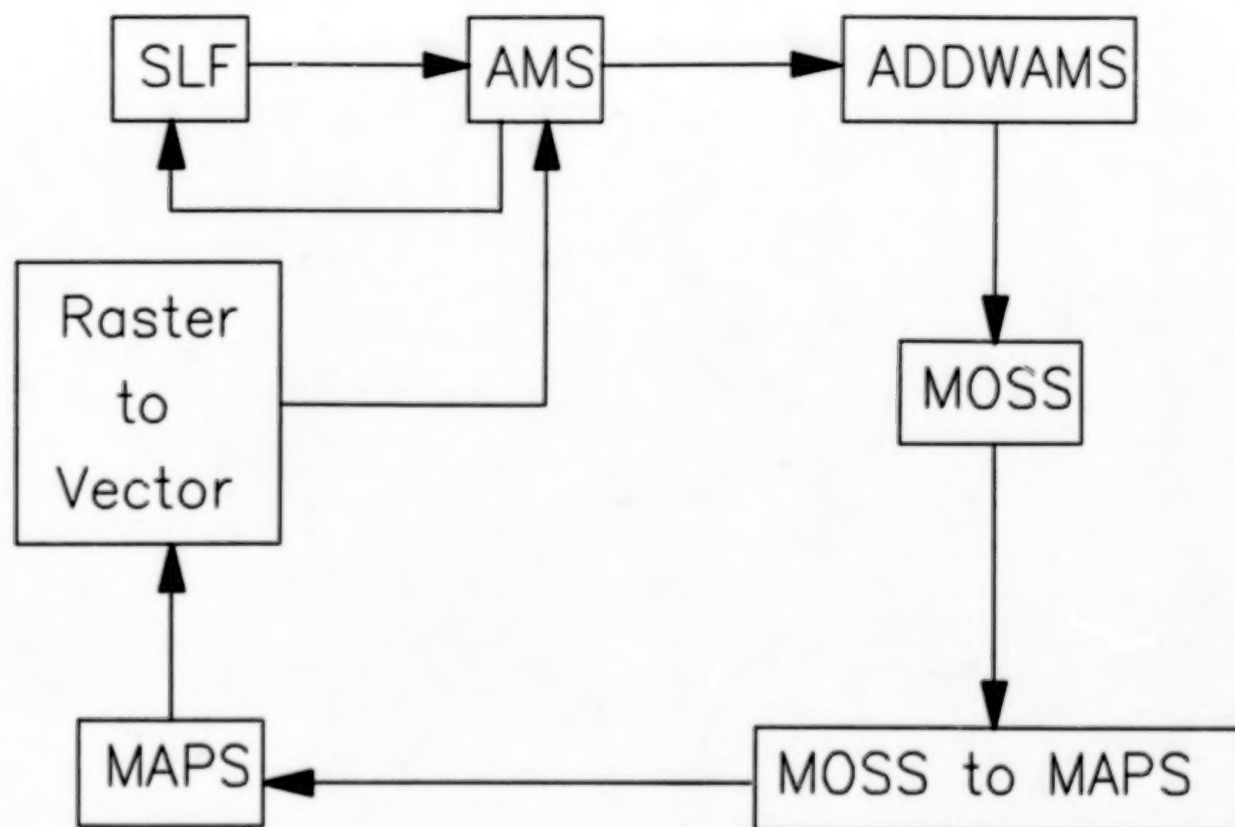 SLF
AMS
ADDWAMS
Raster
to
Vector
MOSS
MAPS
MOSS to MAPS